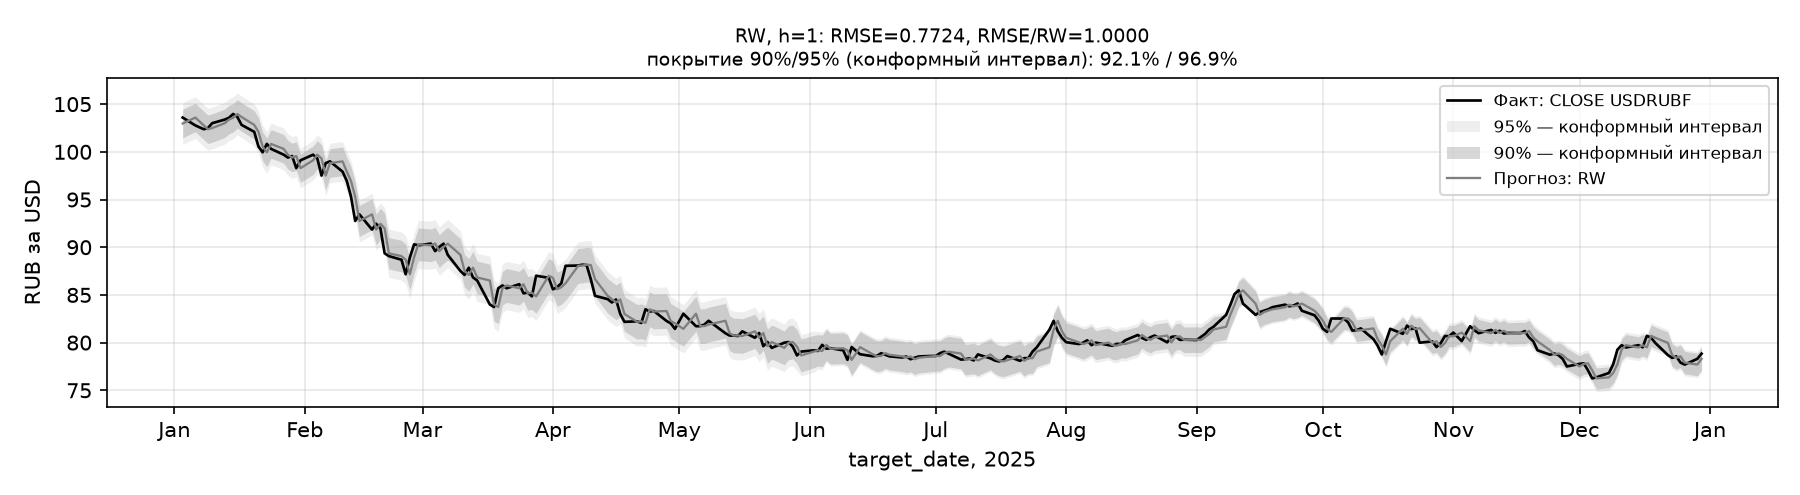 RW, h=1: RMSE=0.7724, RMSE/RW=1.0000
покрытие 90%/95% (конформный интервал): 92.1% / 96.9%
RUB за USD
105
100
95
90
85
80
75
Факт: CLOSE USDRUBF
95% — конформный интервал
90% — конформный интервал
Прогноз: RW
Jan Feb Mar Apr May Jun Jul Aug Sep Oct Nov Dec Jan
target_date, 2025